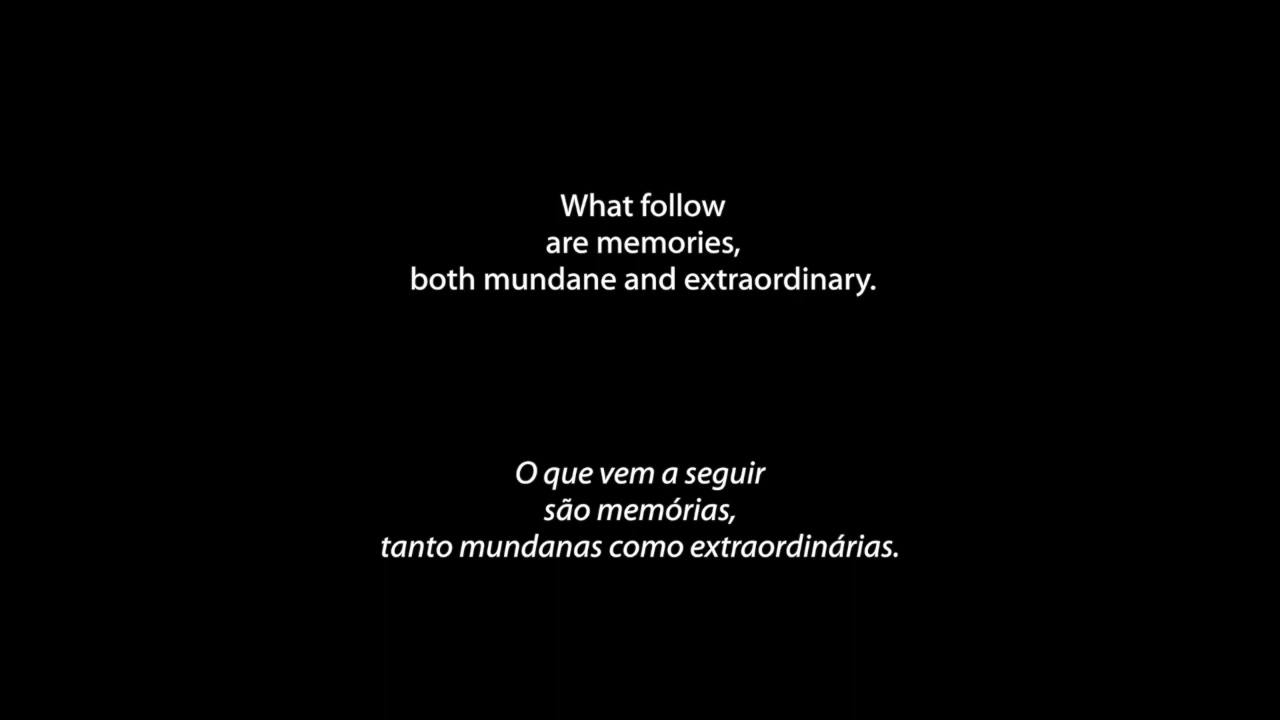 What follow
are memories,
both mundane and extraordinary.
O que vem a seguir
são memórias,
tanto mundanas como extraordinárias.